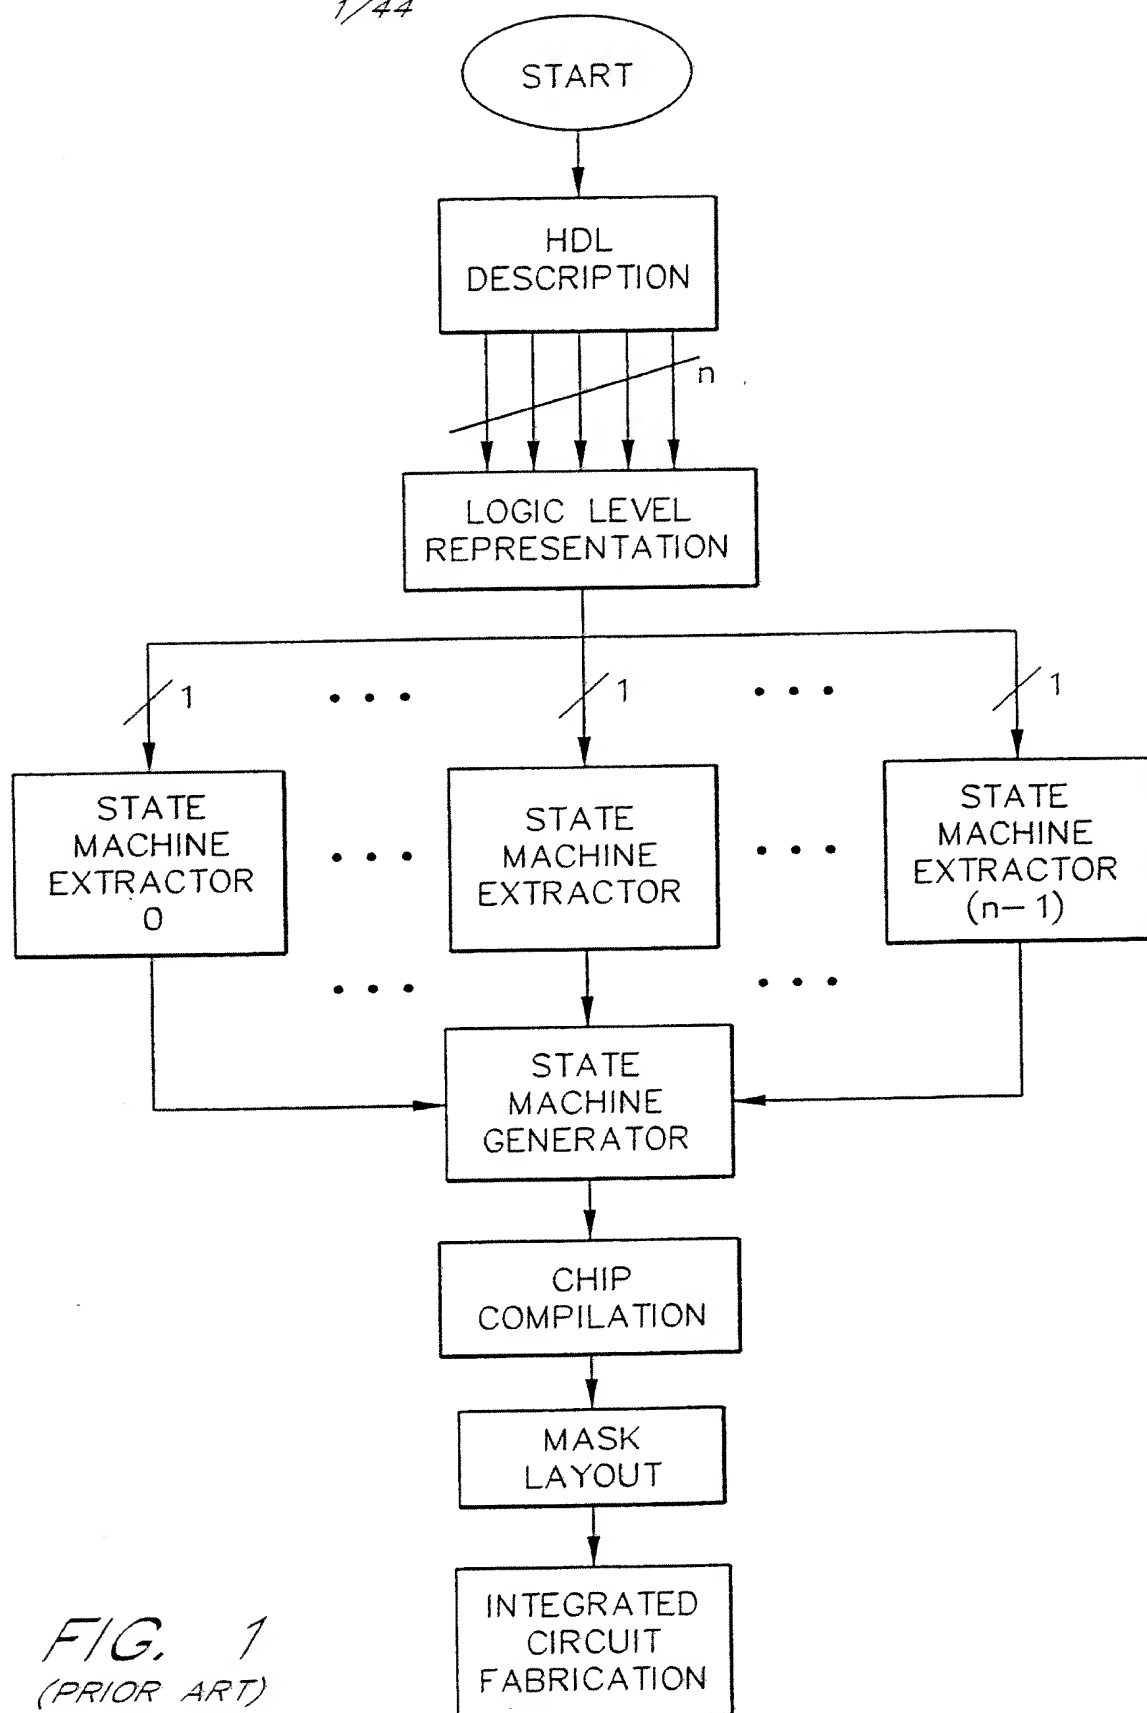 1/44
START
HDL
DESCRIPTION
n
LOGIC LEVEL
REPRESENTATION
1
1
1
STATE
MACHINE
EXTRACTOR
0
STATE
MACHINE
EXTRACTOR
STATE
MACHINE
EXTRACTOR
(n-1)
STATE
MACHINE
GENERATOR
CHIP
COMPILATION
MASK
LAYOUT
INTEGRATED
CIRCUIT
FABRICATION
FIG. 1
(PRIOR ART)